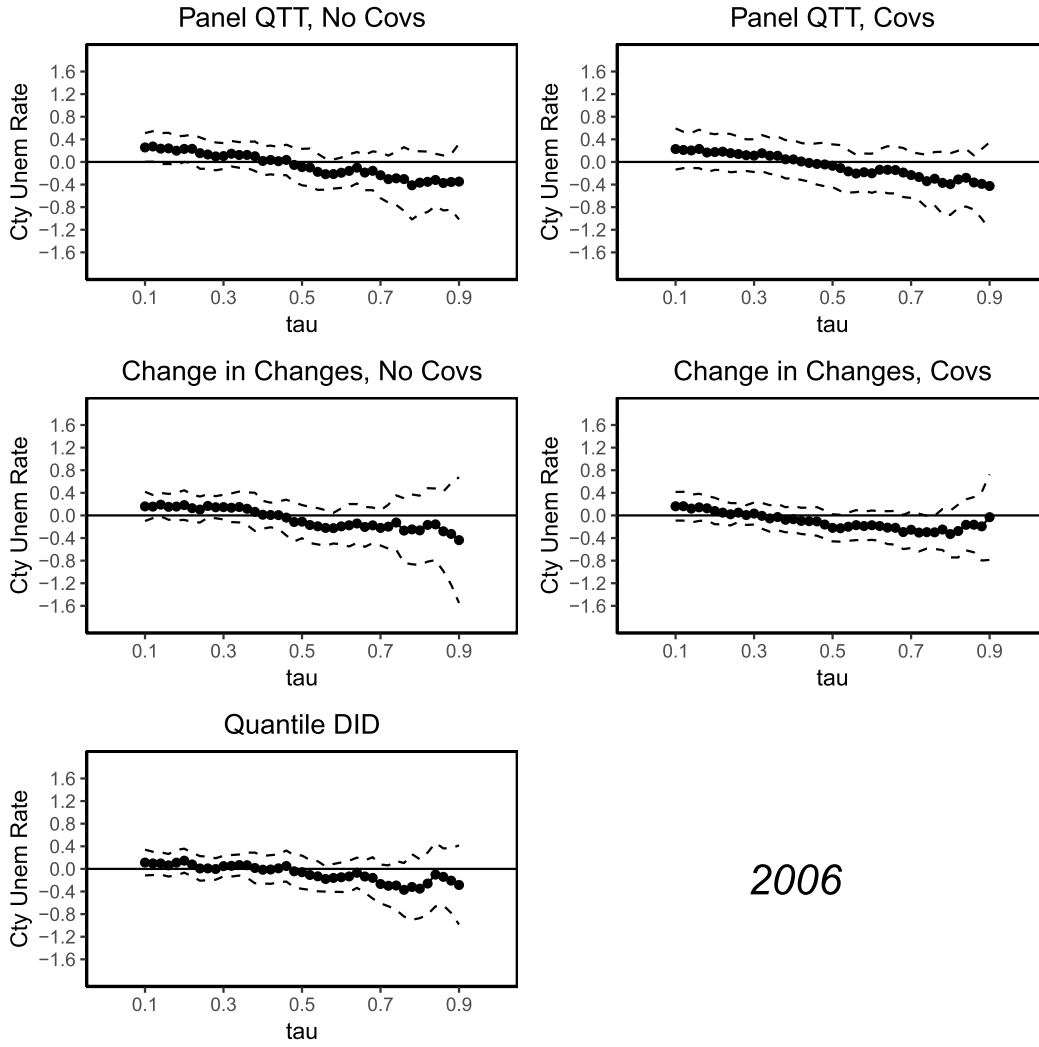 Panel QTT, No Covs
Cty Unem Rate
1.6
1.2
0.8
0.4
0.0
−0.4
−0.8
−1.2
−1.6
0.1 0.3 0.5 0.7 0.9
tau
Panel QTT, Covs
Cty Unem Rate
1.6
1.2
0.8
0.4
0.0
−0.4
−0.8
−1.2
−1.6
0.1 0.3 0.5 0.7 0.9
tau
Change in Changes, No Covs
Cty Unem Rate
1.6
1.2
0.8
0.4
0.0
−0.4
−0.8
−1.2
−1.6
0.1 0.3 0.5 0.7 0.9
tau
Change in Changes, Covs
Cty Unem Rate
1.6
1.2
0.8
0.4
0.0
−0.4
−0.8
−1.2
−1.6
0.1 0.3 0.5 0.7 0.9
tau
Quantile DID
Cty Unem Rate
1.6
1.2
0.8
0.4
0.0
−0.4
−0.8
−1.2
−1.6
0.1 0.3 0.5 0.7 0.9
tau
2006